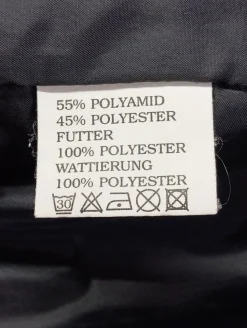 55% POLYAMID
45% POLYESTER
FUTTER
100% POLYESTER
WATTIERUNG
100% POLYESTER
30